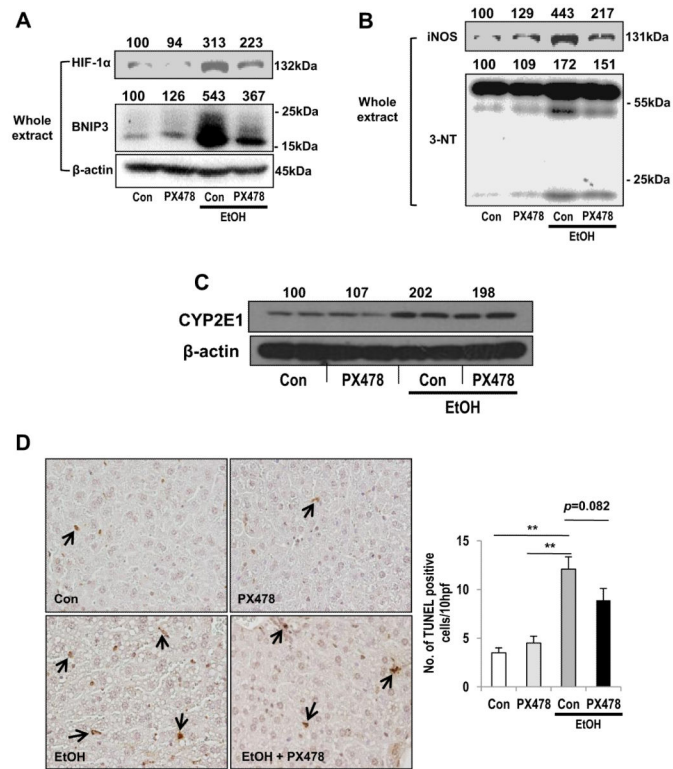 A
100 94 313 223
HIF-1α
132kDa
100 126 543 367
BNIP3
- 25kDa
- 15kDa
Whole
extract
β-actin
45kDa
Con PX478 Con PX478
EtOH
B
100 129 443 217
iNOS
131kDa
100 109 172 151
Whole
extract
3-NT
- 55kDa
- 25kDa
Con PX478 Con PX478
EtOH
C
100 107 202 198
CYP2E1
β-actin
Con PX478 Con PX478
EtOH
D
Con
PX478
EtOH
EtOH + PX478
p=0.082
**
**
No. of TUNEL positive
cells/10hpf
15
10
5
0
Con PX478 Con PX478
EtOH